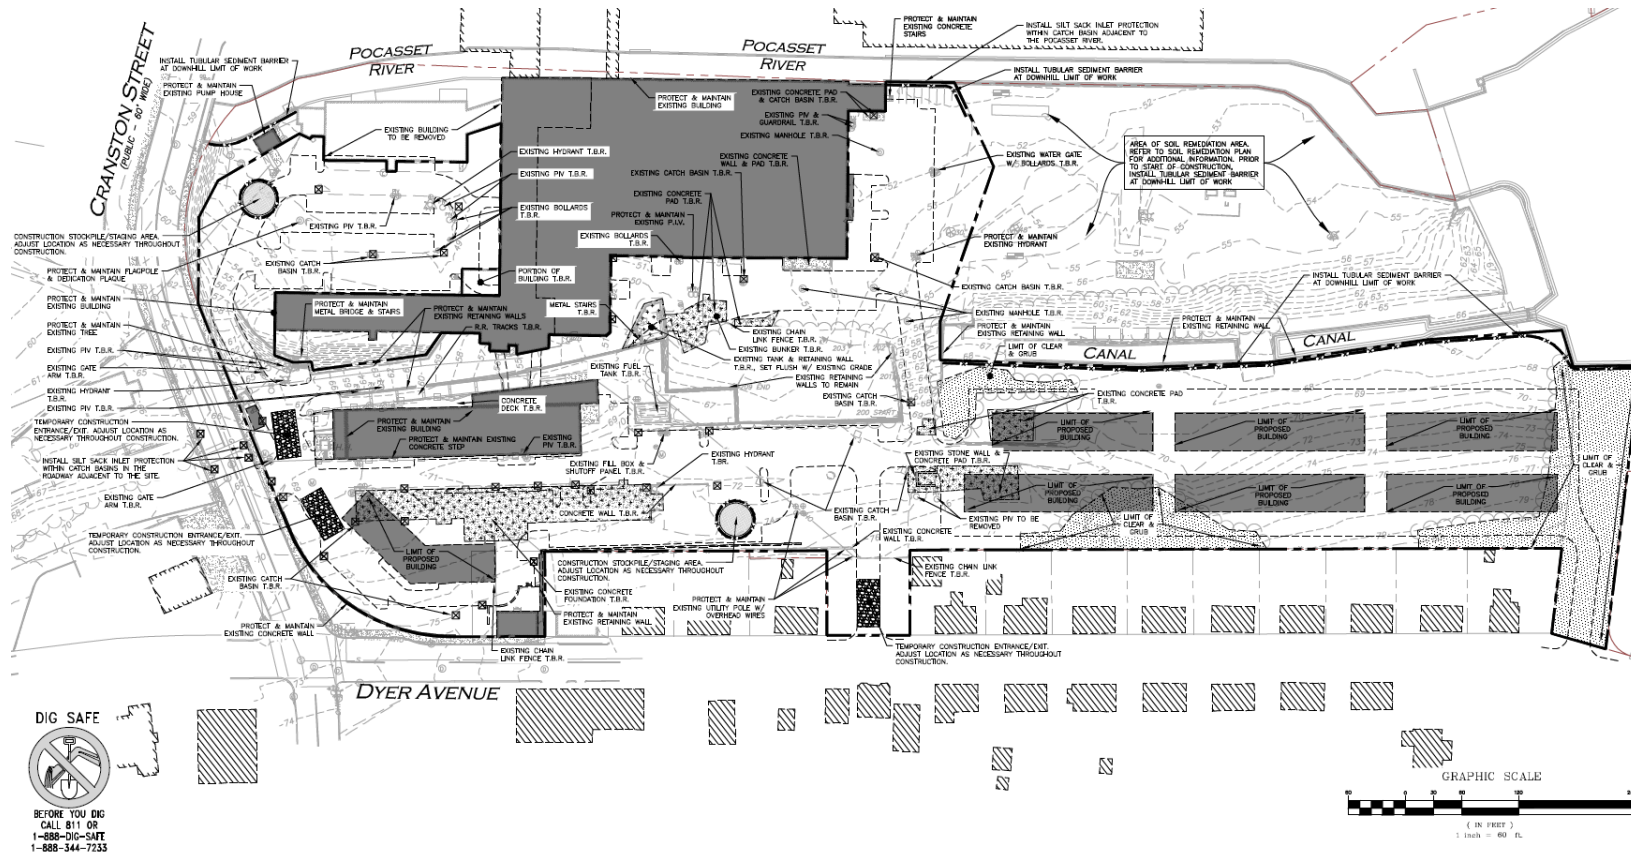 CRANSTON STREET
(PUBLIC - 60' WIDE)
POCASSET
RIVER
POCASSET
RIVER
INSTALL TUBULAR SEDIMENT BARRIER
AT DOWNHILL LIMIT OF WORK
PROTECT & MAINTAIN
EXISTING PUMP HOUSE
EXISTING BUILDING
TO BE REMOVED
PROTECT & MAINTAIN
EXISTING BUILDING
PROTECT & MAINTAIN
EXISTING CONCRETE
STAIRS
INSTALL SILT SACK INLET PROTECTION
WITHIN CATCH BASIN ADJACENT TO
THE POCASSET RIVER.
INSTALL TUBULAR SEDIMENT BARRIER
AT DOWNHILL LIMIT OF WORK
EXISTING CONCRETE PAD
& CATCH BASIN T.B.R.
EXISTING PIV &
GUARDRAIL T.B.R.
EXISTING MANHOLE T.B.R.
EXISTING CONCRETE
WALL & PAD T.B.R.
EXISTING CATCH BASIN T.B.R.
EXISTING CONCRETE
PAD T.B.R.
PROTECT & MAINTAIN
EXISTING P.I.V.
EXISTING BOLLARDS
T.B.R.
EXISTING HYDRANT T.B.R.
EXISTING PIV T.B.R.
EXISTING BOLLARDS
T.B.R.
EXISTING PIV T.B.R.
EXISTING CATCH
BASIN T.B.R.
PORTION OF
BUILDING T.B.R.
EXISTING WATER GATE
W/ BOLLARDS T.B.R.
AREA OF SOIL REMEDIATION AREA.
REFER TO SOIL REMEDIATION PLAN
FOR ADDITIONAL INFORMATION. PRIOR
TO START OF CONSTRUCTION,
INSTALL TUBULAR SEDIMENT BARRIER
AT DOWNHILL LIMIT OF WORK
PROTECT & MAINTAIN
EXISTING HYDRANT
INSTALL TUBULAR SEDIMENT BARRIER
AT DOWNHILL LIMIT OF WORK
EXISTING CATCH BASIN T.B.R.
EXISTING MANHOLE T.B.R.
PROTECT & MAINTAIN
EXISTING RETAINING WALL
PROTECT & MAINTAIN
EXISTING RETAINING WALL
LIMIT OF CLEAR
& GRUB
CANAL
CANAL
CONSTRUCTION STOCKPILE/STAGING AREA.
ADJUST LOCATION AS NECESSARY THROUGHOUT
CONSTRUCTION.
PROTECT & MAINTAIN FLAGPOLE
& DEDICATION PLAQUE
PROTECT & MAINTAIN
EXISTING BUILDING
PROTECT & MAINTAIN
EXISTING TREE
EXISTING PIV T.B.R.
EXISTING GATE
ARM T.B.R.
EXISTING HYDRANT
T.B.R.
EXISTING PIV T.B.R.
TEMPORARY CONSTRUCTION
ENTRANCE/EXIT. ADJUST LOCATION AS
NECESSARY THROUGHOUT CONSTRUCTION.
INSTALL SILT SACK INLET PROTECTION
WITHIN CATCH BASINS IN THE
ROADWAY ADJACENT TO THE SITE.
EXISTING GATE
ARM T.B.R.
TEMPORARY CONSTRUCTION ENTRANCE/EXIT.
ADJUST LOCATION AS NECESSARY THROUGHOUT
CONSTRUCTION.
EXISTING CATCH
BASIN T.B.R.
PROTECT & MAINTAIN
EXISTING CONCRETE WALL
PROTECT & MAINTAIN
METAL BRIDGE & STAIRS
PROTECT & MAINTAIN
EXISTING RETAINING WALLS
R.R. TRACKS T.B.R.
METAL STAIRS
T.B.R.
EXISTING CHAIN
LINK FENCE T.B.R.
EXISTING BUNKER T.B.R.
EXISTING TANK & RETAINING WALL
T.B.R., SET FLUSH W/ EXISTING GRADE
EXISTING RETAINING
WALLS TO REMAIN
EXISTING FUEL
TANK T.B.R.
EXISTING CATCH
BASIN T.B.R.
200 START
CONCRETE
DECK T.B.R.
PROTECT & MAINTAIN
EXISTING BUILDING
PROTECT & MAINTAIN EXISTING
CONCRETE STEP
EXISTING
PIV T.B.R.
EXISTING FILL BOX &
SHUTOFF PANEL T.B.R.
EXISTING HYDRANT
TBR.
CONCRETE WALL T.B.R.
EXISTING CONCRETE PAD
T.B.R.
EXISTING STONE WALL &
CONCRETE PAD T.B.R.
EXISTING CATCH
BASIN T.B.R.
EXISTING PIV TO BE
REMOVED
EXISTING CONCRETE
WALL T.B.R.
EXISTING CHAIN LINK
FENCE T.B.R.
LIMIT OF
PROPOSED
BUILDING
LIMIT OF
PROPOSED
BUILDING
LIMIT OF
PROPOSED
BUILDING
LIMIT OF
PROPOSED
BUILDING
LIMIT OF
PROPOSED
BUILDING
LIMIT OF
PROPOSED
BUILDING
LIMIT OF
CLEAR &
GRUB
LIMIT OF
CLEAR &
GRUB
LIMIT OF
PROPOSED
BUILDING
CONSTRUCTION STOCKPILE/STAGING AREA.
ADJUST LOCATION AS NECESSARY THROUGHOUT
CONSTRUCTION.
EXISTING CONCRETE
FOUNDATION T.B.R.
PROTECT & MAINTAIN
EXISTING RETAINING WALL
PROTECT & MAINTAIN
EXISTING UTILITY POLE W/
OVERHEAD WIRES
EXISTING CHAIN
LINK FENCE T.B.R.
TEMPORARY CONSTRUCTION ENTRANCE/EXIT.
ADJUST LOCATION AS NECESSARY THROUGHOUT
CONSTRUCTION.
DYER AVENUE
DIG SAFE
BEFORE YOU DIG
CALL 811 OR
1-888-DIG-SAFE
1-888-344-7233
GRAPHIC SCALE
( IN FEET )
1 inch = 60 ft.